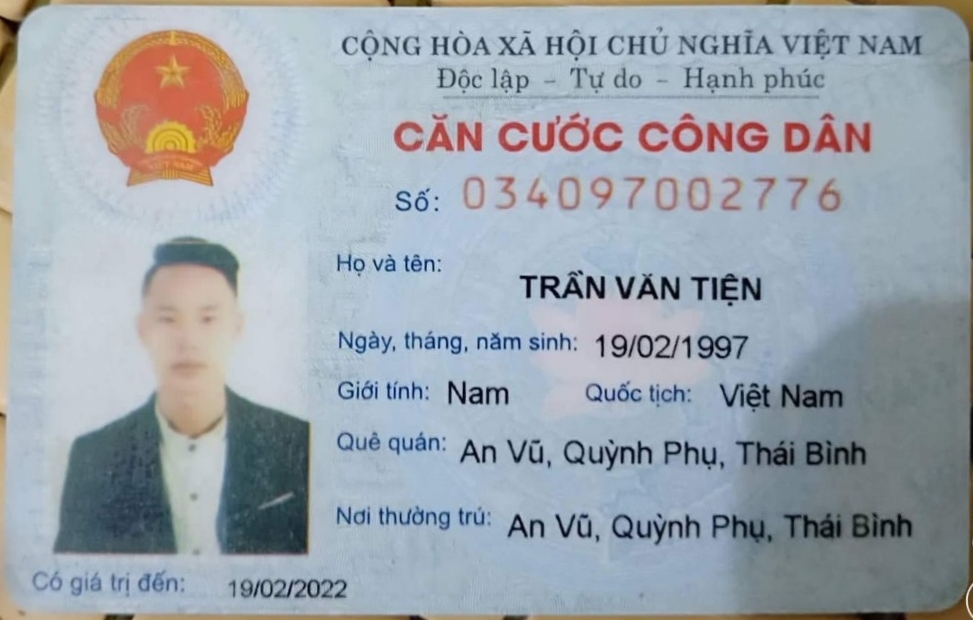 CỘNG HÒA XÃ HỘI CHỦ NGHĨA VIỆT NAM
Độc lập - Tự do - Hạnh phúc
CĂN CƯỚC CÔNG DÂN
Số: 034097002776
Họ và tên:
TRẦN VĂN TIỆN
Ngày, tháng, năm sinh: 19/02/1997
Giới tính: Nam Quốc tịch: Việt Nam
Quê quán: An Vũ, Quỳnh Phụ, Thái Bình
Nơi thường trú: An Vũ, Quỳnh Phụ, Thái Bình
Có giá trị đến: 19/02/2022
VIỆT NAM